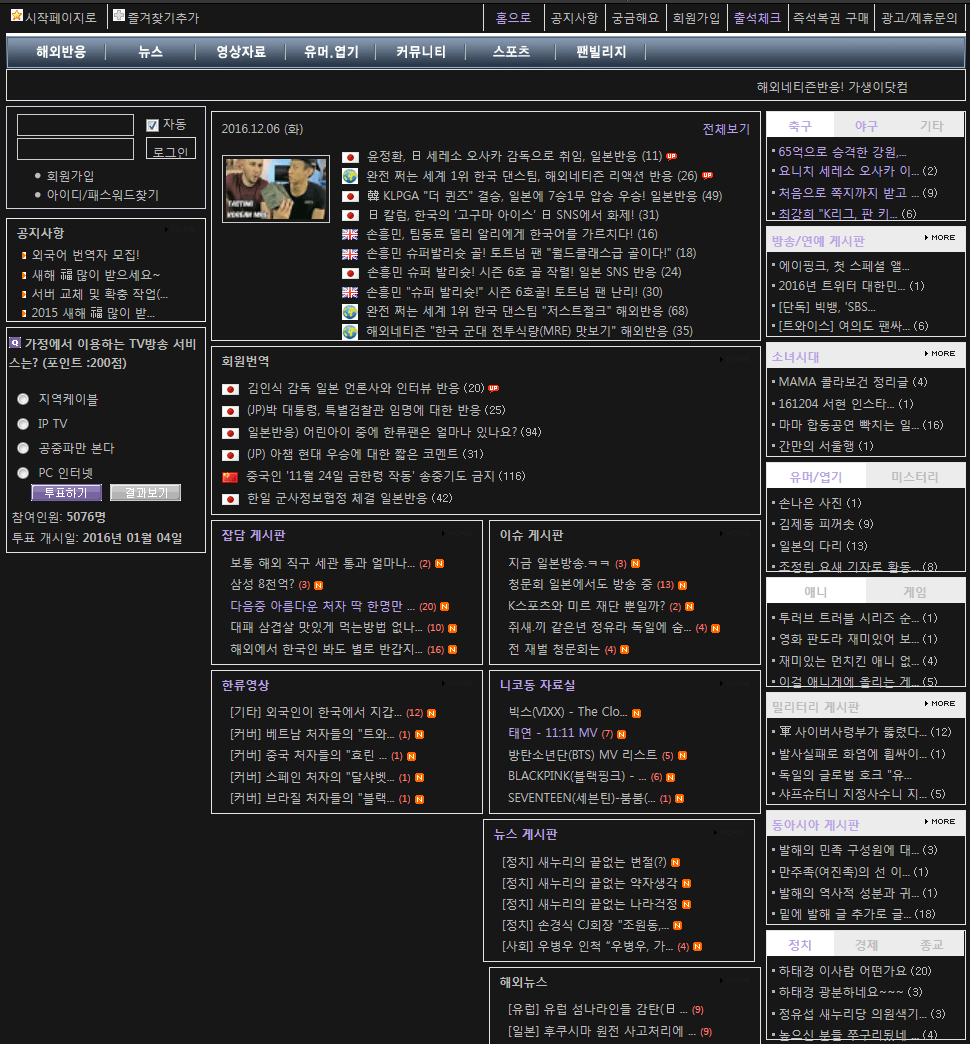 시작페이지로 즐겨찾기추가 홈으로 공지사항 궁금해요 회원가입 출석체크 즉석복권 구매 광고/제휴문의
해외반응 뉴스 영상자료 유머.엽기 커뮤니티 스포츠 팬빌리지
해외네티즌반응! 가생이닷컴
자동
로그인
회원가입
아이디/패스워드찾기
공지사항
외국어 번역자 모집!
새해 福 많이 받으세요~
서버 교체 및 확충 작업(...
2015 새해 福 많이 받...
Q 가정에서 이용하는 TV방송 서비
스는? (포인트 :200점)
지역케이블
IP TV
공중파만 본다
PC 인터넷
투표하기 결과보기
참여인원: 5076명
투표 개시일: 2016년 01월 04일
2016.12.06 (화) 전체보기
윤정환, 日 세레소 오사카 감독으로 취임, 일본반응 (11) UP
완전 쩌는 세계 1위 한국 댄스팀, 해외네티즌 리액션 반응 (26) UP
韓 KLPGA "더 퀸즈" 결승, 일본에 7승1무 압승 우승! 일본반응 (49)
日 칼럼, 한국의 '고구마 아이스' 日 SNS에서 화제! (31)
손흥민, 팀동료 델리 알리에게 한국어를 가르치다! (16)
손흥민 슈퍼발리슛 골! 토트넘 팬 "월드클래스급 골이다!" (18)
손흥민 슈퍼 발리슛! 시즌 6호 골 작렬! 일본 SNS 반응 (24)
손흥민 "슈퍼 발리슛!" 시즌 6호골! 토트넘 팬 난리! (30)
완전 쩌는 세계 1위 한국 댄스팀 "저스트절크" 해외반응 (68)
해외네티즌 "한국 군대 전투식량(MRE) 맛보기" 해외반응 (35)
회원번역
김인식 감독 일본 언론사와 인터뷰 반응 (20) UP
(JP)박 대통령, 특별검찰관 임명에 대한 반응 (25)
일본반응) 어린아이 중에 한류팬은 얼마나 있나요? (94)
(JP) 아챔 현대 우승에 대한 짧은 코멘트 (31)
중국인 '11월 24일 금한령 작동' 송중기도 금지 (116)
한일 군사정보협정 체결 일본반응 (42)
잡담 게시판
보통 해외 직구 세관 통과 얼마나... (2) N
삼성 8천억? (3) N
다음중 아름다운 처자 딱 한명만 ... (20) N
대패 삼겹살 맛있게 먹는방법 없나... (10) N
해외에서 한국인 봐도 별로 반갑지... (16) N
이슈 게시판
지금 일본방송.ㅋㅋ (3) N
청문회 일본에서도 방송 중 (13) N
K스포츠와 미르 재단 뿐일까? (2) N
쥐새.끼 같은년 정유라 독일에 숨... (4) N
전 재벌 청문회는 (4) N
한류영상
[기타] 외국인이 한국에서 지갑... (12) N
[커버] 베트남 처자들의 "트와... (1) N
[커버] 중국 처자들의 "효린 ... (1) N
[커버] 스페인 처자의 "달샤벳... (1) N
[커버] 브라질 처자들의 "블랙... (1) N
니코동 자료실
빅스(VIXX) - The Clo... N
태연 - 11:11 MV (7) N
방탄소년단(BTS) MV 리스트 (5) N
BLACKPINK(블랙핑크) - ... (6) N
SEVENTEEN(세븐틴)-붐붐(... (1) N
뉴스 게시판
[정치] 새누리의 끝없는 변절(?) N
[정치] 새누리의 끝없는 약자생각 N
[정치] 새누리의 끝없는 나라걱정 N
[정치] 손경식 CJ회장 "조원동,... N
[사회] 우병우 인척 "우병우, 가... (4) N
해외뉴스
[유럽] 유럽 섬나라인들 감탄(日 ... (9)
[일본] 후쿠시마 원전 사고처리에 ... (9)
축구 야구 기타
65억으로 승격한 강원,...
요니치 세레소 오사카 이... (2)
처음으로 쪽지까지 받고 ... (9)
최강희 "K리그, 판 키... (6)
방송/연예 게시판 MORE
에이핑크, 첫 스페셜 앨...
2016년 트위터 대한민... (1)
[단독] 빅뱅, 'SBS...
[트와이스] 여의도 팬싸... (6)
소녀시대 MORE
MAMA 콜라보건 정리글 (4)
161204 서현 인스타... (1)
마마 합동공연 빡치는 일... (16)
간만의 서울행 (1)
유머/엽기 미스터리
손나은 사진 (1)
김제동 피꺼솟 (9)
일본의 다리 (13)
조정린 요새 기자로 활동... (8)
애니 게임
투러브 트러블 시리즈 순... (1)
영화 판도라 재미있어 보... (1)
재미있는 먼치킨 애니 없... (4)
이걸 애니게에 올리는 게... (5)
밀리터리 게시판 MORE
軍 사이버사령부가 뚫렸다... (12)
발사실패로 화염에 휩싸이... (1)
독일의 글로벌 호크 "유...
샤프슈터니 지정사수니 지... (5)
동아시아 게시판 MORE
발해의 민족 구성원에 대... (3)
만주족(여진족)의 선 이... (1)
발해의 역사적 성분과 귀... (1)
밑에 발해 글 추가로 글... (18)
정치 경제 종교
하태경 이사람 어떤가요 (20)
하태경 광분하네요~~~ (3)
정유섭 새누리당 의원색기... (3)
높으신 분들 쭈구리됬네 ... (4)